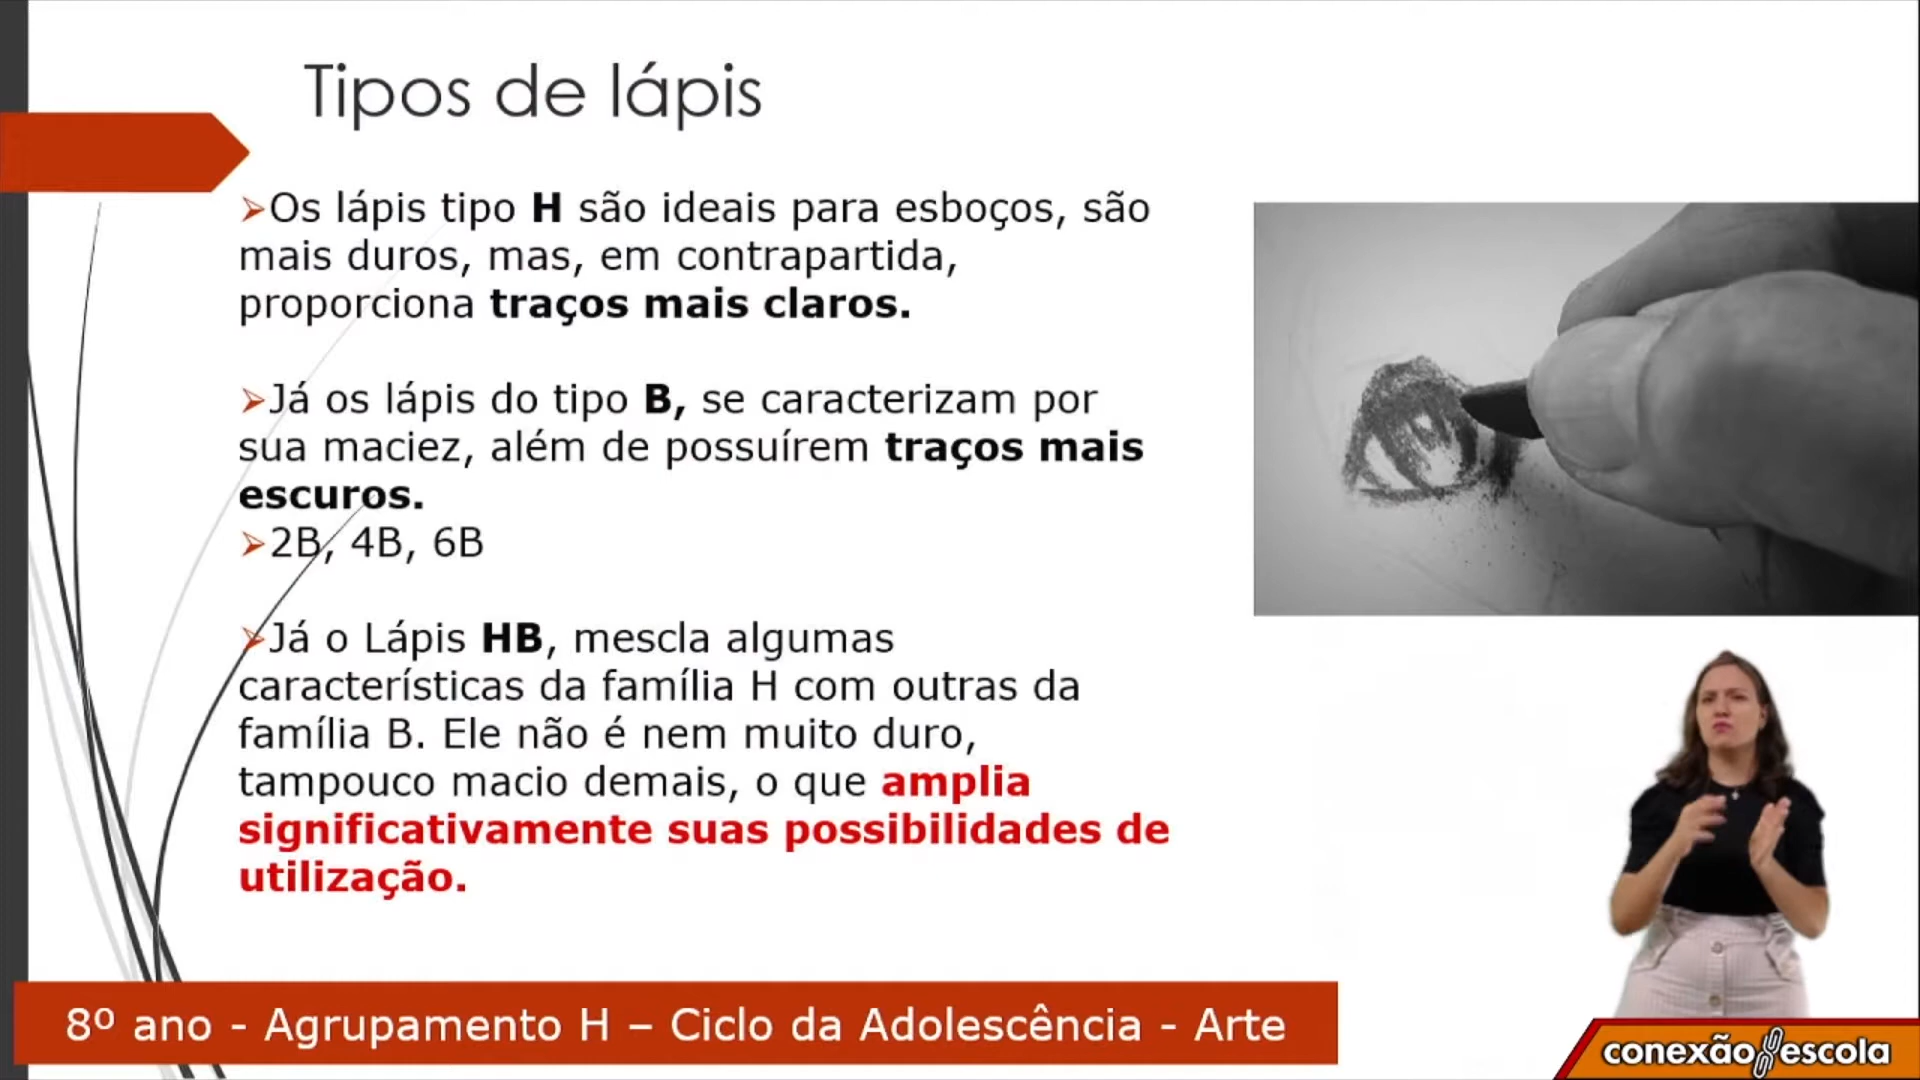 Tipos de lápis
➢Os lápis tipo H são ideais para esboços, são
mais duros, mas, em contrapartida,
proporciona traços mais claros.
➢Já os lápis do tipo B, se caracterizam por
sua maciez, além de possuírem traços mais
escuros.
➢2B, 4B, 6B
➢Já o Lápis HB, mescla algumas
características da família H com outras da
família B. Ele não é nem muito duro,
tampouco macio demais, o que amplia
significativamente suas possibilidades de
utilização.
8º ano - Agrupamento H – Ciclo da Adolescência - Arte
conexão escola